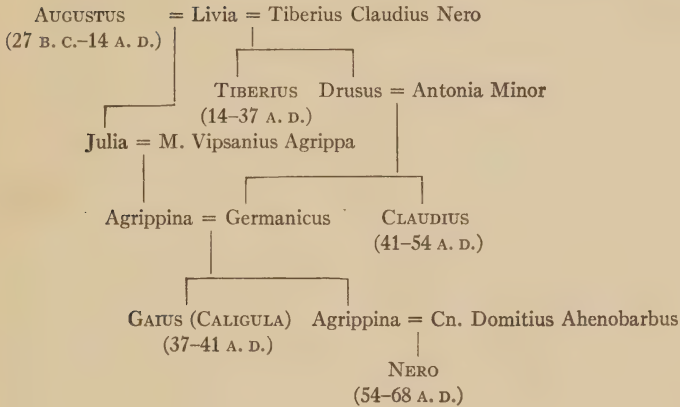 AUGUSTUS = Livia = Tiberius Claudius Nero
(27 B. C.–14 A. D.)
TIBERIUS Drusus = Antonia Minor
(14–37 A. D.)
Julia = M. Vipsanius Agrippa
Agrippina = Germanicus CLAUDIUS
(41–54 A. D.)
GAIUS (CALIGULA) Agrippina = Cn. Domitius Ahenobarbus
(37–41 A. D.)
NERO
(54–68 A. D.)